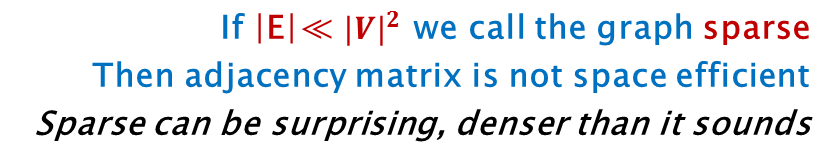 If |E| ≪ |V|² we call the graph sparse
Then adjacency matrix is not space efficient
Sparse can be surprising, denser than it sounds